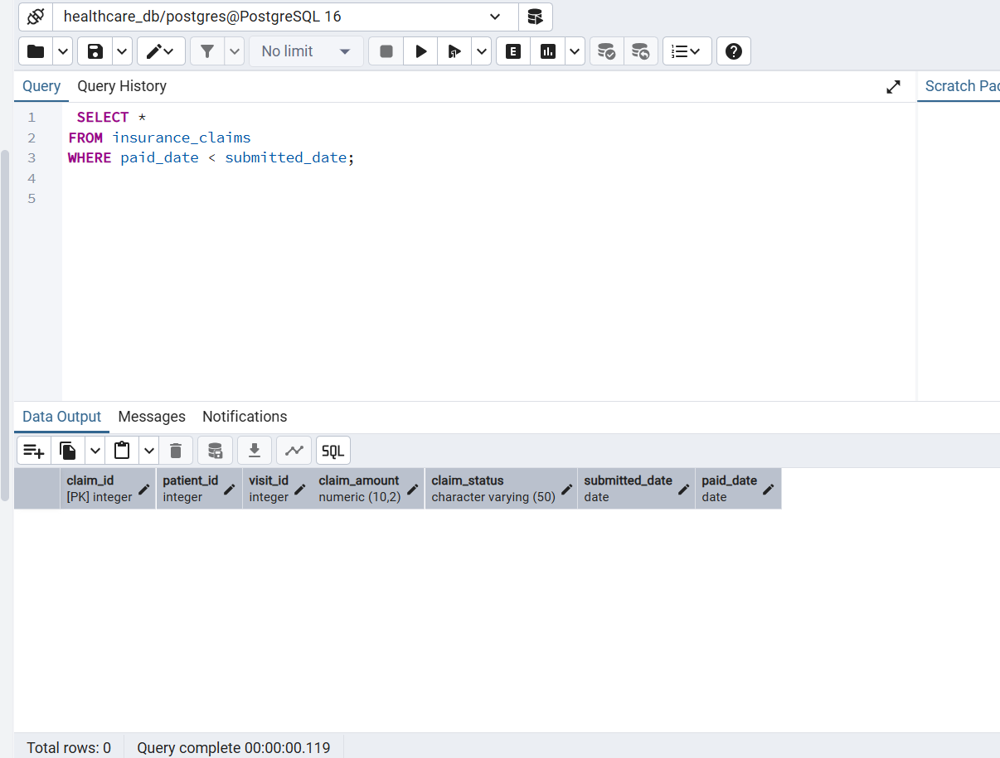 healthcare_db/postgres@PostgreSQL 16
No limit
E
Query Query History
Scratch Pad
1 SELECT *
2 FROM insurance_claims
3 WHERE paid_date < submitted_date;
4
5
Data Output Messages Notifications
SQL
claim_id patient_id visit_id claim_amount claim_status submitted_date paid_date
[PK] integer integer integer numeric (10,2) character varying (50) date date
Total rows: 0 Query complete 00:00:00.119